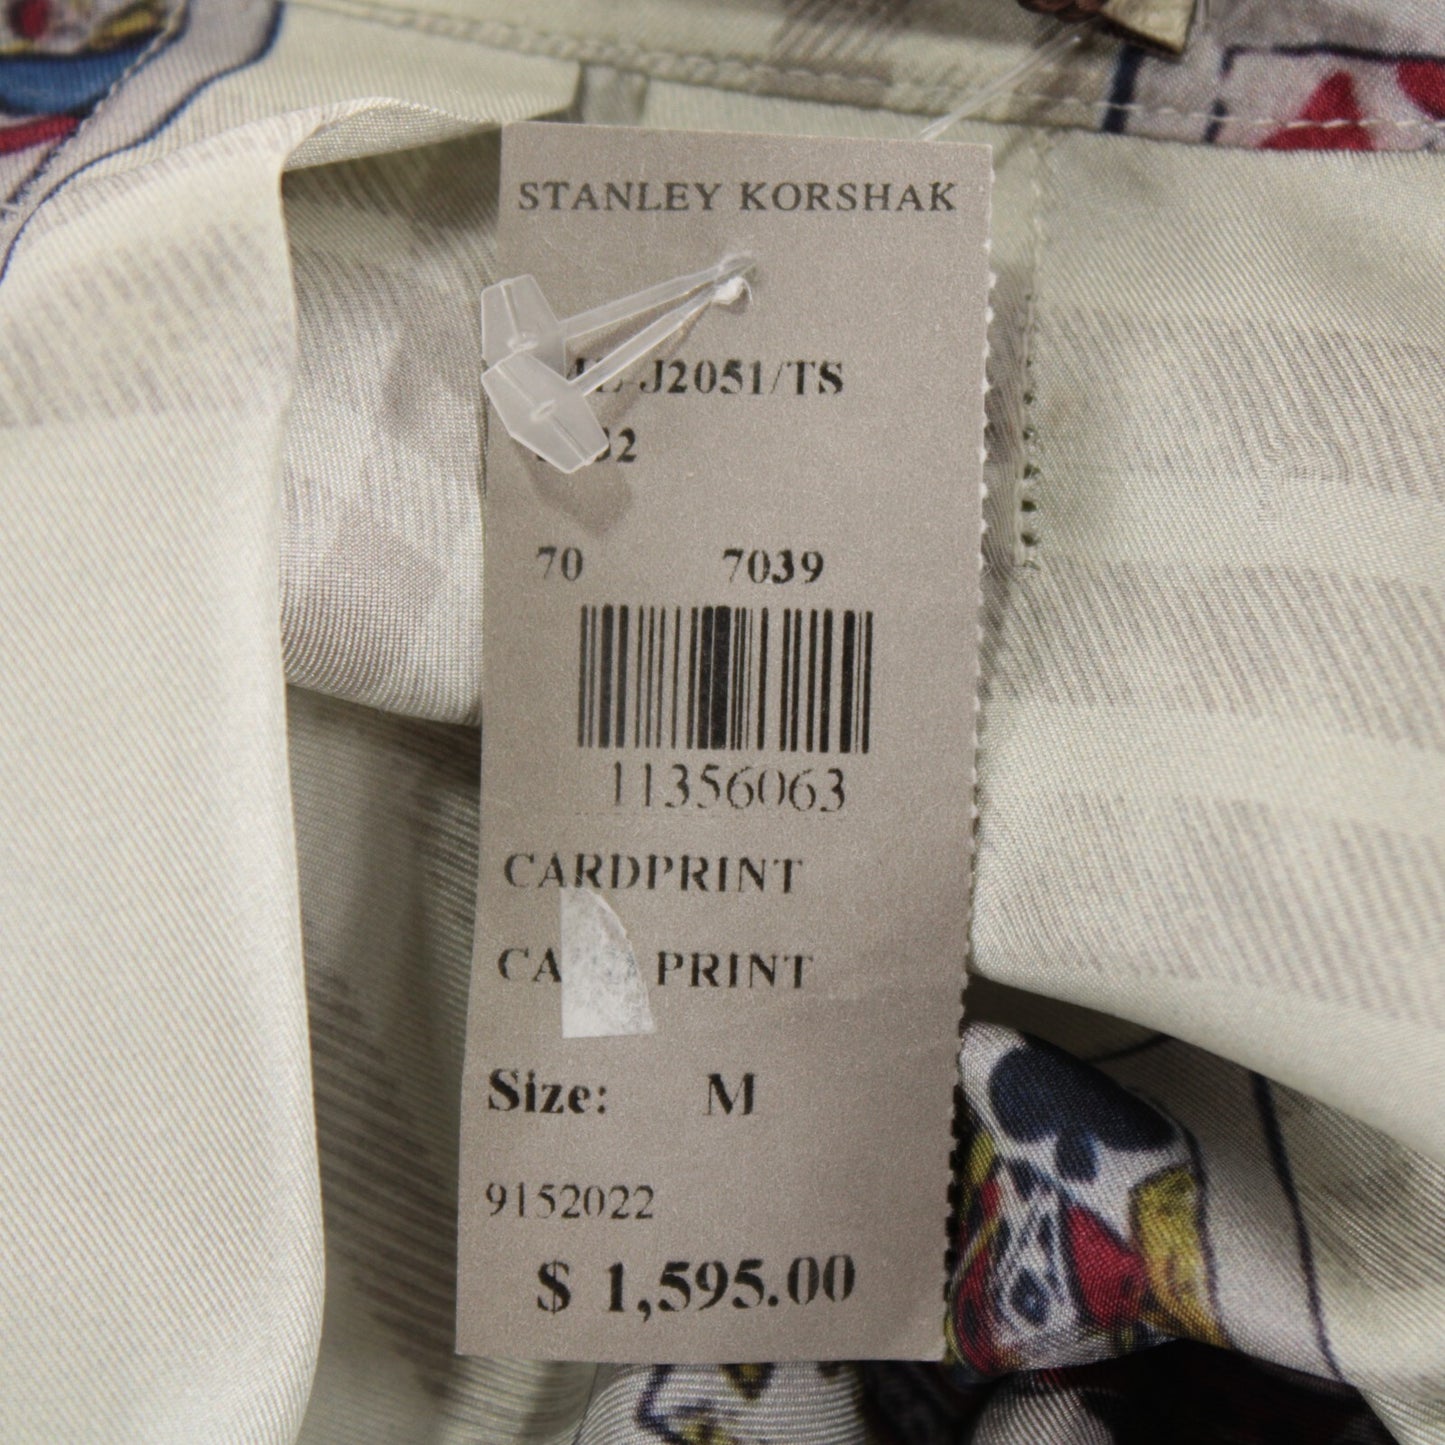 STANLEY KORSHAK
J2051/TS
70 7039
11356063
CARDPRINT
PRINT
Size: M
9152022
$ 1,595.00